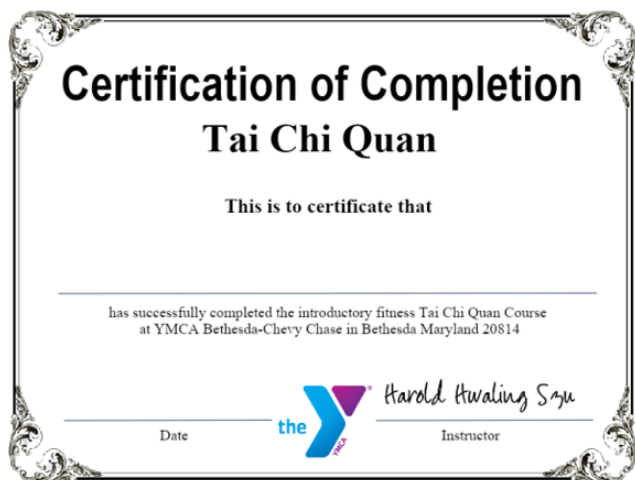 Certification of Completion
Tai Chi Quan
This is to certificate that
has successfully completed the introductory fitness Tai Chi Quan Course
at YMCA Bethesda-Chevy Chase in Bethesda Maryland 20814
Harold Hwaling Szu
the YMCA ®
Date
Instructor